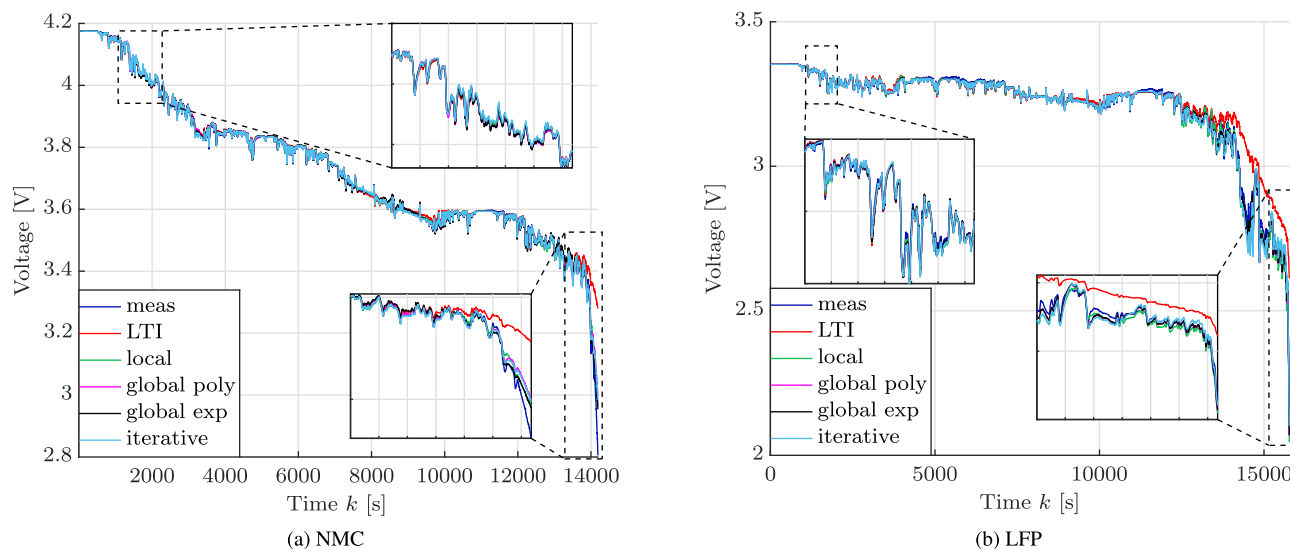 4.2
4
3.8
3.6
3.4
3.2
3
2.8
Voltage [V]
meas
LTI
local
global poly
global exp
iterative
2000
4000
6000
8000
10000
12000
14000
Time k [s]
(a) NMC
3.5
3
2.5
2
Voltage [V]
meas
LTI
local
global poly
global exp
iterative
0
5000
10000
15000
Time k [s]
(b) LFP